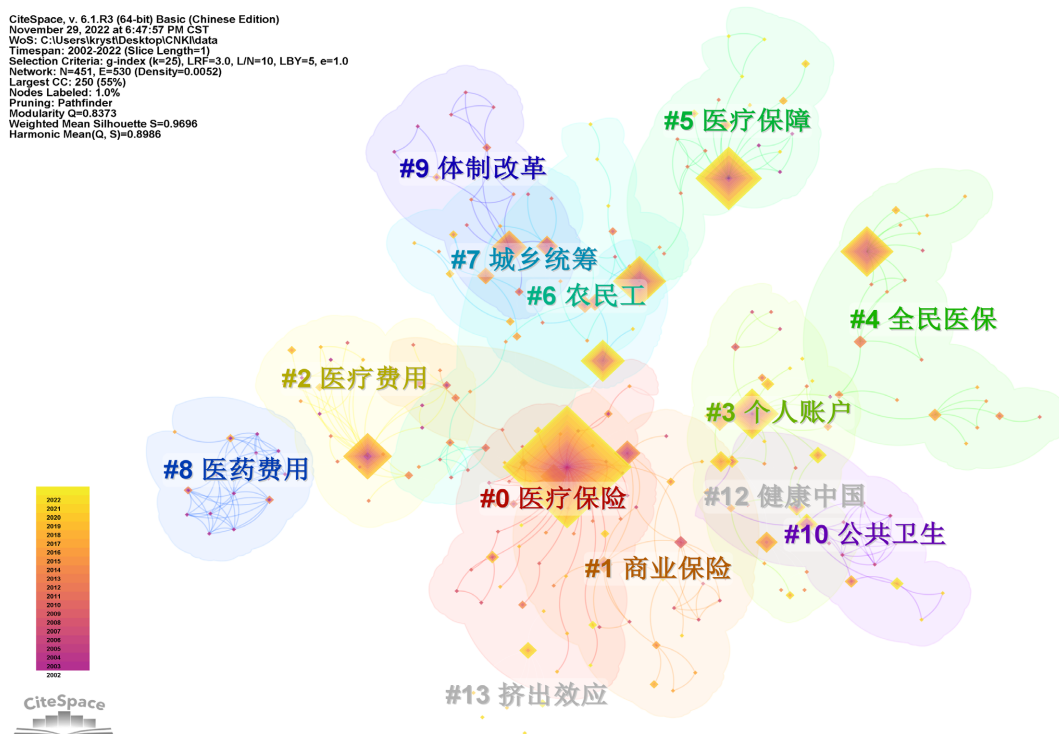 CiteSpace, v. 6.1.R3 (64-bit) Basic (Chinese Edition)
November 29, 2022 at 6:47:57 PM CST
WoS: C:\Users\kryst\Desktop\CNKI\data
Timespan: 2002-2022 (Slice Length=1)
Selection Criteria: g-index (k=25), LRF=3.0, L/N=10, LBY=5, e=1.0
Network: N=451, E=530 (Density=0.0052)
Largest CC: 250 (55%)
Nodes Labeled: 1.0%
Pruning: Pathfinder
Modularity Q=0.8373
Weighted Mean Silhouette S=0.9696
Harmonic Mean(Q, S)=0.8986
#5 医疗保障
#9 体制改革
#7 城乡统筹
#6 农民工
#4 全民医保
#2 医疗费用
#3 个人账户
#8 医药费用
#0 医疗保险
#12 健康中国
#10 公共卫生
#1 商业保险
#13 挤出效应
2022
2021
2020
2019
2018
2017
2016
2015
2014
2013
2012
2011
2010
2009
2008
2007
2006
2005
2004
2003
2002
CiteSpace